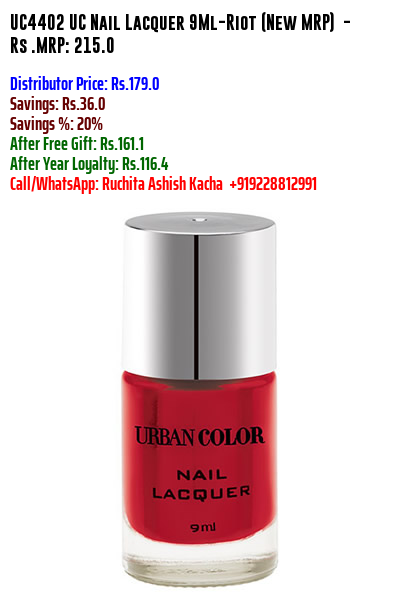 UC4402 UC Nail Lacquer 9Ml-Riot (New MRP) -
Rs .MRP: 215.0
Distributor Price: Rs.179.0
Savings: Rs.36.0
Savings %: 20%
After Free Gift: Rs.161.1
After Year Loyalty: Rs.116.4
Call/WhatsApp: Ruchita Ashish Kacha +919228812991
URBAN COLOR
NAIL
LACQUER
9ml